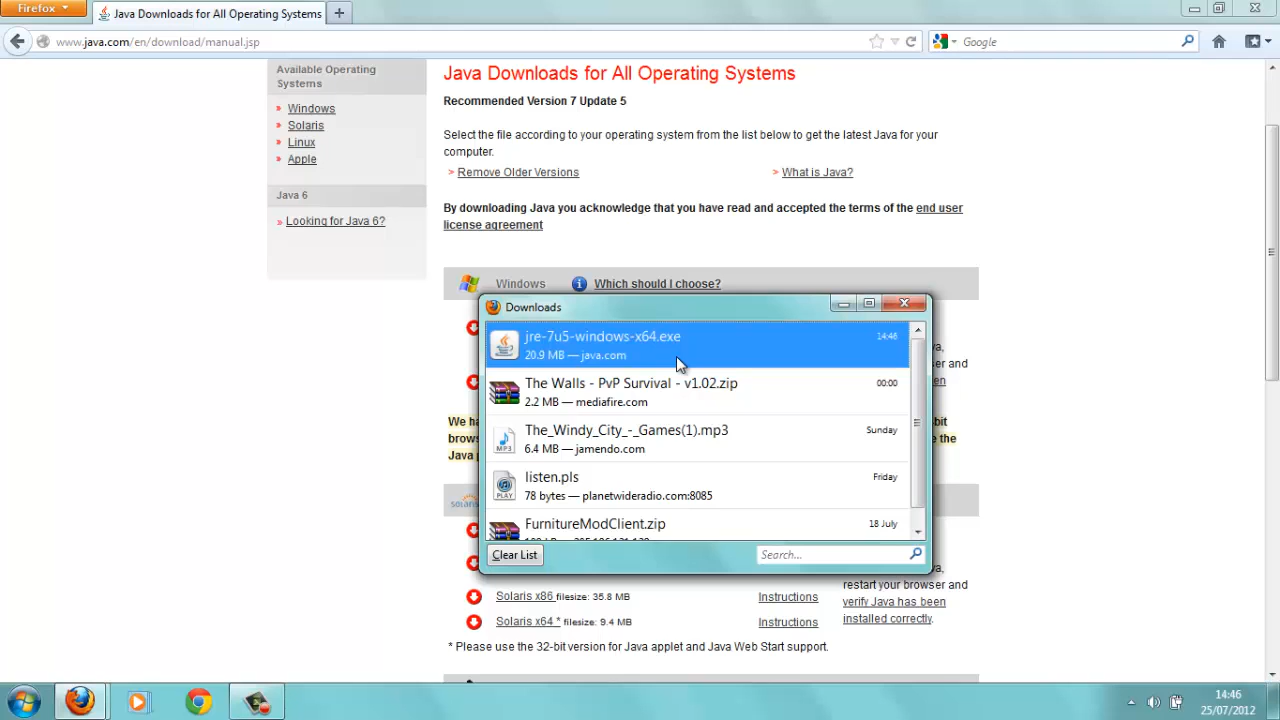 Firefox
Java Downloads for All Operating Systems
www.java.com/en/download/manual.jsp
Google
Available Operating
Systems
Windows
Solaris
Linux
Apple
Java 6
Looking for Java 6?
Java Downloads for All Operating Systems
Recommended Version 7 Update 5
Select the file according to your operating system from the list below to get the latest Java for your
computer.
> Remove Older Versions
> What is Java?
By downloading Java you acknowledge that you have read and accepted the terms of the end user
license agreement
Windows
Which should I choose?
Downloads
jre-7u5-windows-x64.exe
14:46
20.9 MB — java.com
The Walls - PvP Survival - v1.02.zip
00:00
2.2 MB — mediafire.com
The_Windy_City_-_Games(1).mp3
Sunday
6.4 MB — jamendo.com
listen.pls
Friday
78 bytes — planetwideradio.com:8085
FurnitureModClient.zip
18 July
Clear List
Search...
We ha
brows
Java p
va,
er and
en
-bit
e the
va,
restart your browser and
verify Java has been
installed correctly.
Solaris x86 filesize: 35.8 MB
Instructions
Solaris x64 * filesize: 9.4 MB
Instructions
* Please use the 32-bit version for Java applet and Java Web Start support.
14:46
25/07/2012